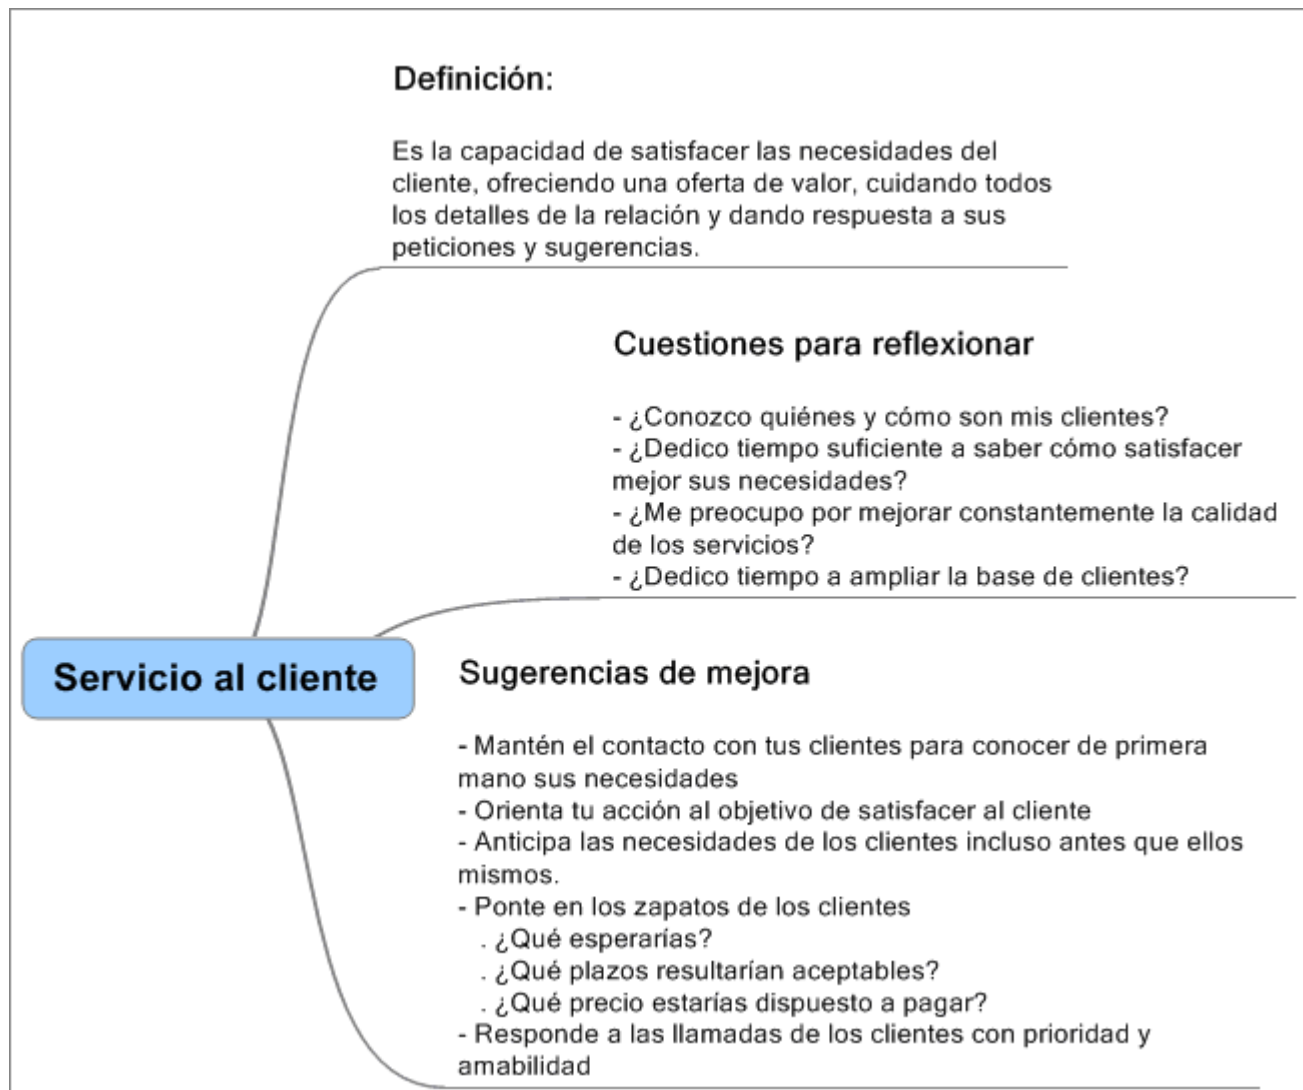 Definición:
Es la capacidad de satisfacer las necesidades del
cliente, ofreciendo una oferta de valor, cuidando todos
los detalles de la relación y dando respuesta a sus
peticiones y sugerencias.
Cuestiones para reflexionar
- ¿Conozco quiénes y cómo son mis clientes?
- ¿Dedico tiempo suficiente a saber cómo satisfacer
mejor sus necesidades?
- ¿Me preocupo por mejorar constantemente la calidad
de los servicios?
- ¿Dedico tiempo a ampliar la base de clientes?
Servicio al cliente
Sugerencias de mejora
- Mantén el contacto con tus clientes para conocer de primera
mano sus necesidades
- Orienta tu acción al objetivo de satisfacer al cliente
- Anticipa las necesidades de los clientes incluso antes que ellos
mismos.
- Ponte en los zapatos de los clientes
. ¿Qué esperarías?
. ¿Qué plazos resultarían aceptables?
. ¿Qué precio estarías dispuesto a pagar?
- Responde a las llamadas de los clientes con prioridad y
amabilidad